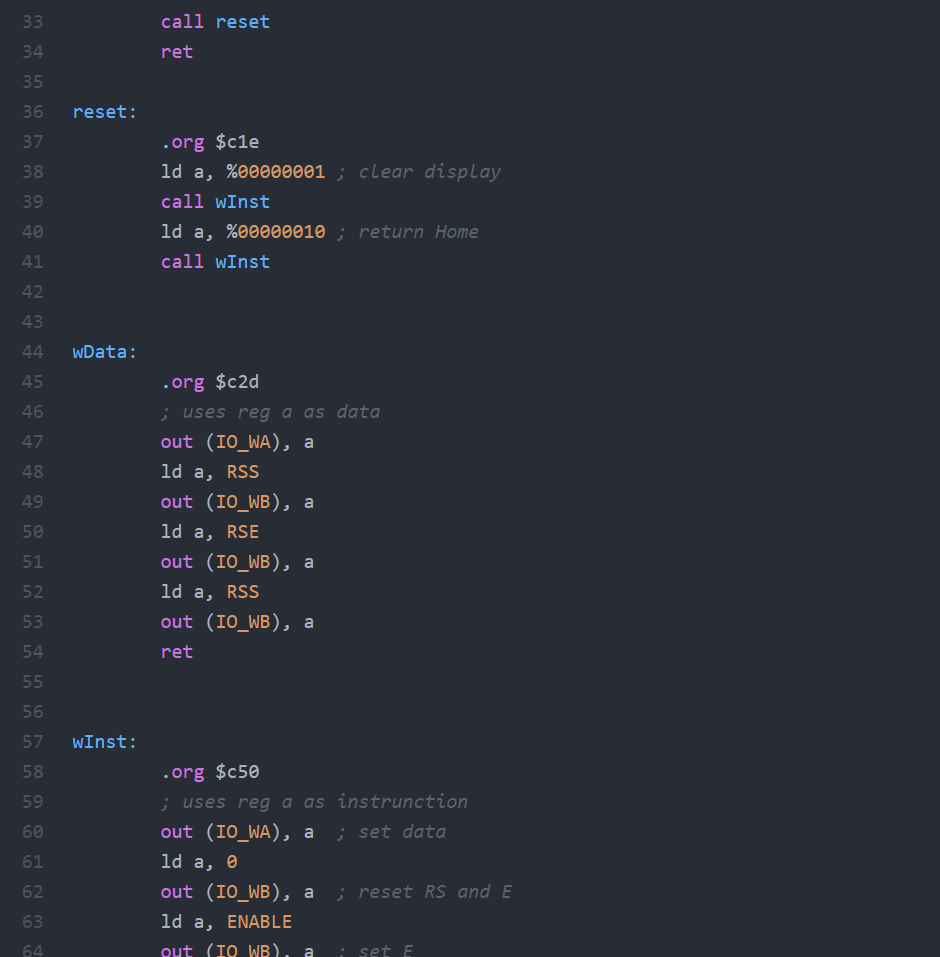 33 call reset
34 ret
35
36 reset:
37 .org $c1e
38 ld a, %00000001 ; clear display
39 call wInst
40 ld a, %00000010 ; return Home
41 call wInst
42
43
44 wData:
45 .org $c2d
46 ; uses reg a as data
47 out (IO_WA), a
48 ld a, RSS
49 out (IO_WB), a
50 ld a, RSE
51 out (IO_WB), a
52 ld a, RSS
53 out (IO_WB), a
54 ret
55
56
57 wInst:
58 .org $c50
59 ; uses reg a as instrunction
60 out (IO_WA), a ; set data
61 ld a, 0
62 out (IO_WB), a ; reset RS and E
63 ld a, ENABLE
64 out (IO_WB), a ; set E